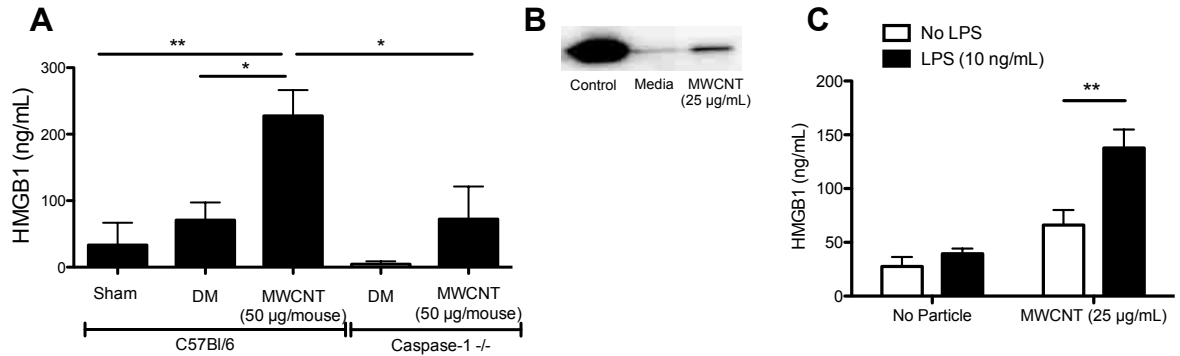 A
** *
*
300
200
100
0
HMGB1 (ng/mL)
Sham DM MWCNT DM MWCNT
(50 µg/mouse) (50 µg/mouse)
C57Bl/6 Caspase-1 -/-
B
Control Media MWCNT
(25 µg/mL)
C
No LPS
LPS (10 ng/mL)
**
200
150
100
50
0
HMGB1 (ng/mL)
No Particle MWCNT (25 µg/mL)